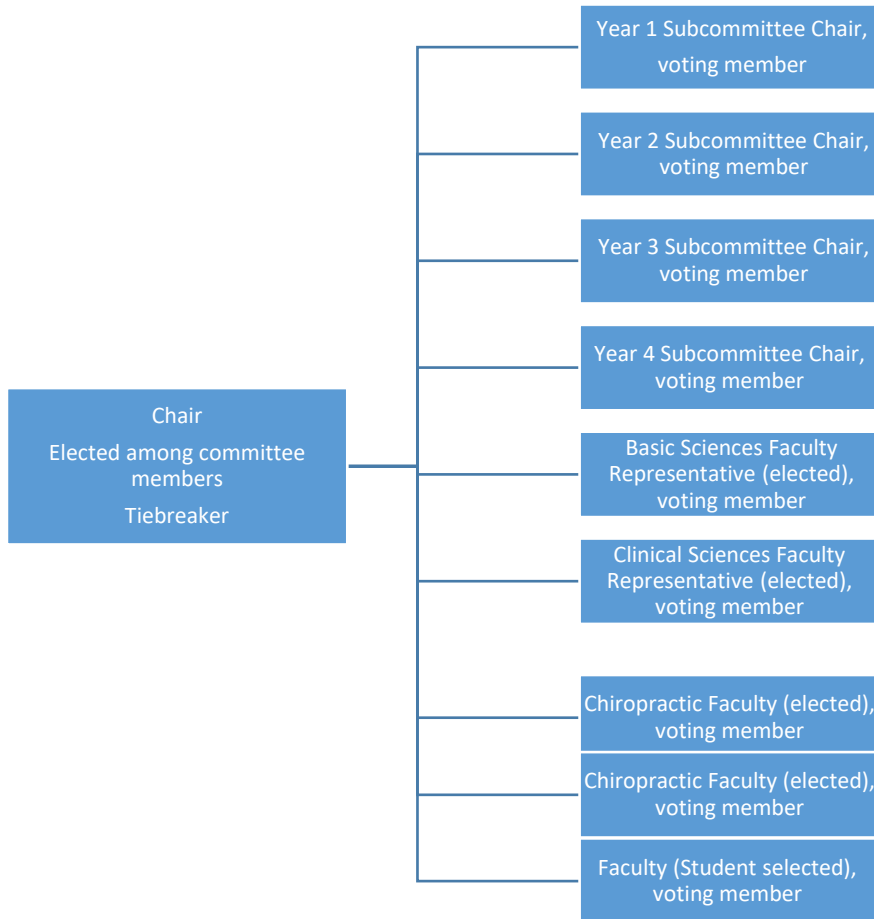 Year 1 Subcommittee Chair,
voting member
Year 2 Subcommittee Chair,
voting member
Year 3 Subcommittee Chair,
voting member
Year 4 Subcommittee Chair,
voting member
Chair
Elected among committee
members
Tiebreaker
Basic Sciences Faculty
Representative (elected),
voting member
Clinical Sciences Faculty
Representative (elected),
voting member
Chiropractic Faculty (elected),
voting member
Chiropractic Faculty (elected),
voting member
Faculty (Student selected),
voting member